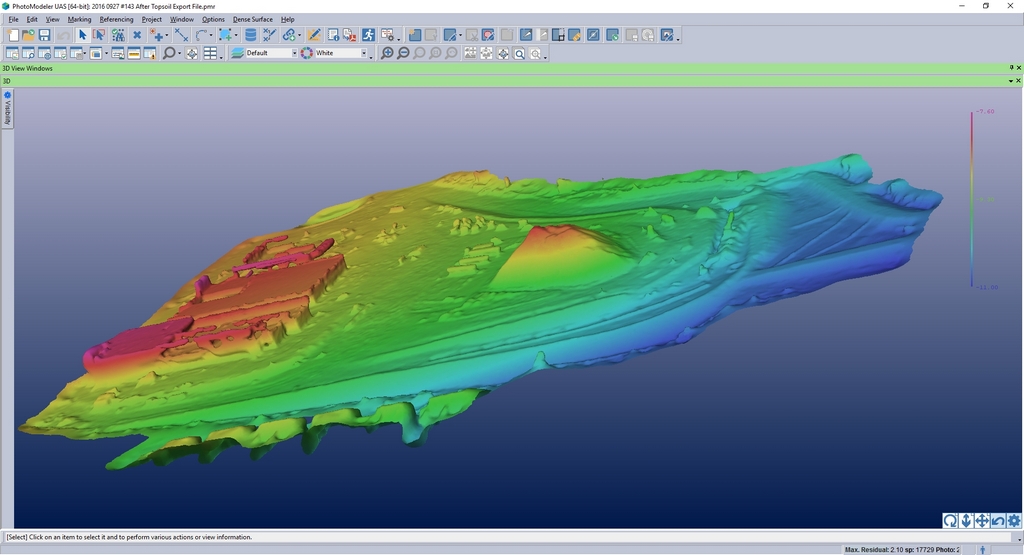 PhotoModeler UAS [64-bit]: 2016 0927 #143 After Topsoil Export File.pmr
File Edit View Marking Referencing Project Window Options Dense Surface Help
Default White
3D View Windows
3D
Visibility
-7.60
-11.00
[Select] Click on an item to select it and to perform various actions or view information.
Max. Residual: 2.10 sp: 17729 Photo: 2